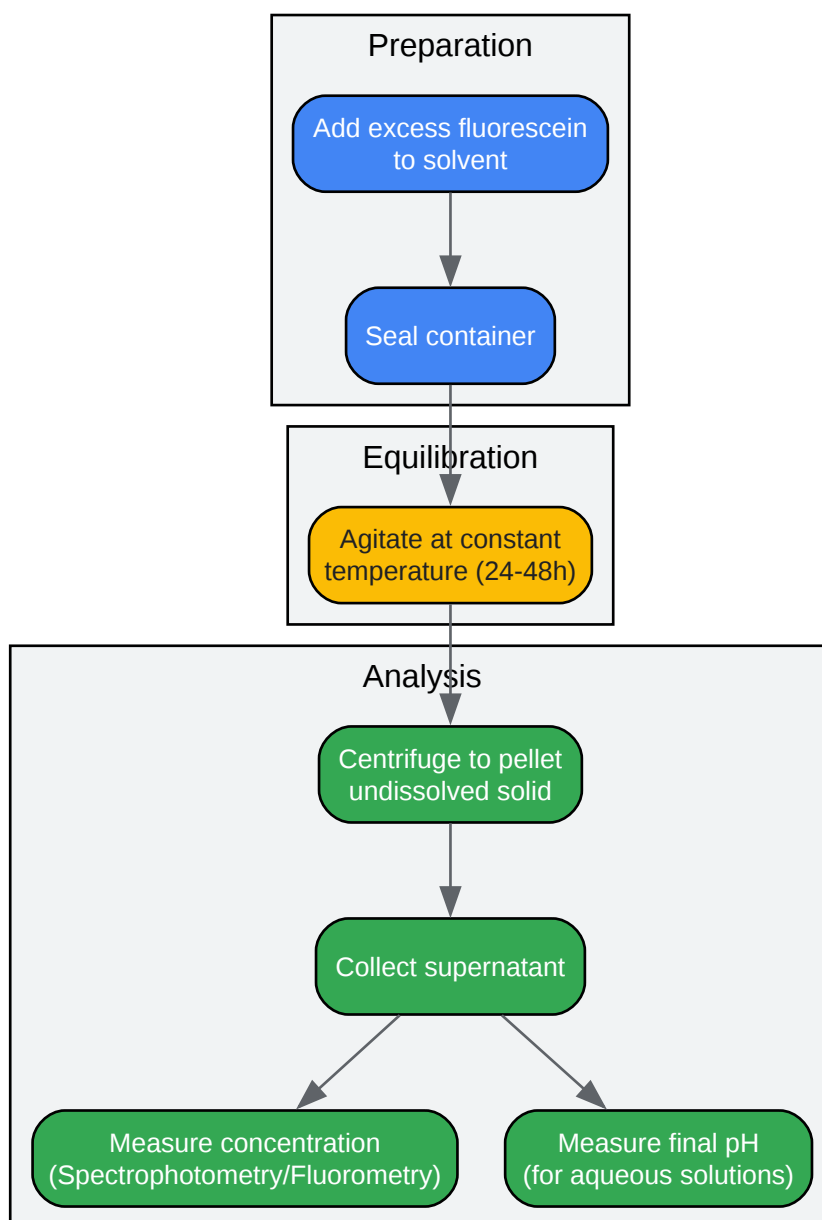 Preparation
Add excess fluorescein
to solvent
Seal container
Equilibration
Agitate at constant
temperature (24-48h)
Analysis
Centrifuge to pellet
undissolved solid
Collect supernatant
Measure concentration
(Spectrophotometry/Fluorometry)
Measure final pH
(for aqueous solutions)